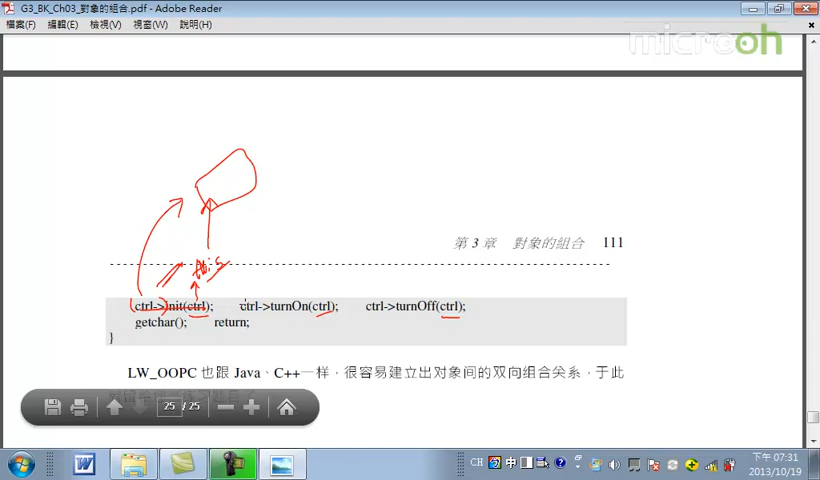 G3_BK_Ch03_對象的組合.pdf - Adobe Reader
檔案(F) 編輯(E) 檢視(V) 視窗(W) 說明(H)
microoh
第 3 章 對象的組合 111
this
ctrl->Init(ctrl); ctrl->turnOn(ctrl); ctrl->turnOff(ctrl);
getchar(); return;
}
LW_OOPC 也跟 Java、C++一样，很容易建立出对象间的双向组合关系，于此
25 / 25
CH 中
下午 07:31
2013/10/19